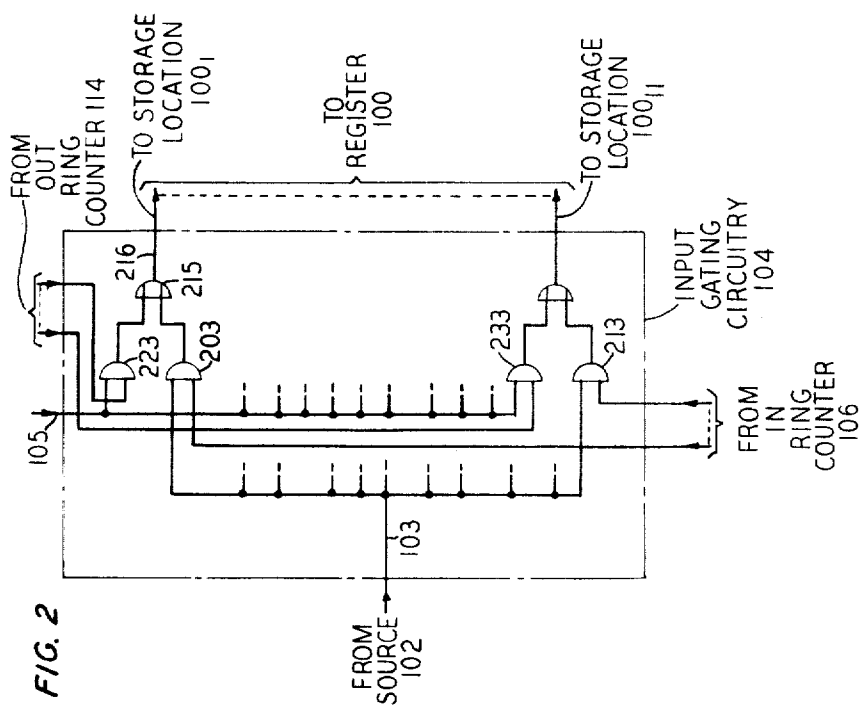 FIG. 2
FROM
OUT
RING
COUNTER 114
TO STORAGE
LOCATION
100₁
TO
REGISTER
100
TO STORAGE
LOCATION
100₁₁
INPUT
GATING
CIRCUITRY
104
FROM
IN
RING
COUNTER
106
FROM
SOURCE
102
103
105
223
203
215
216
233
213